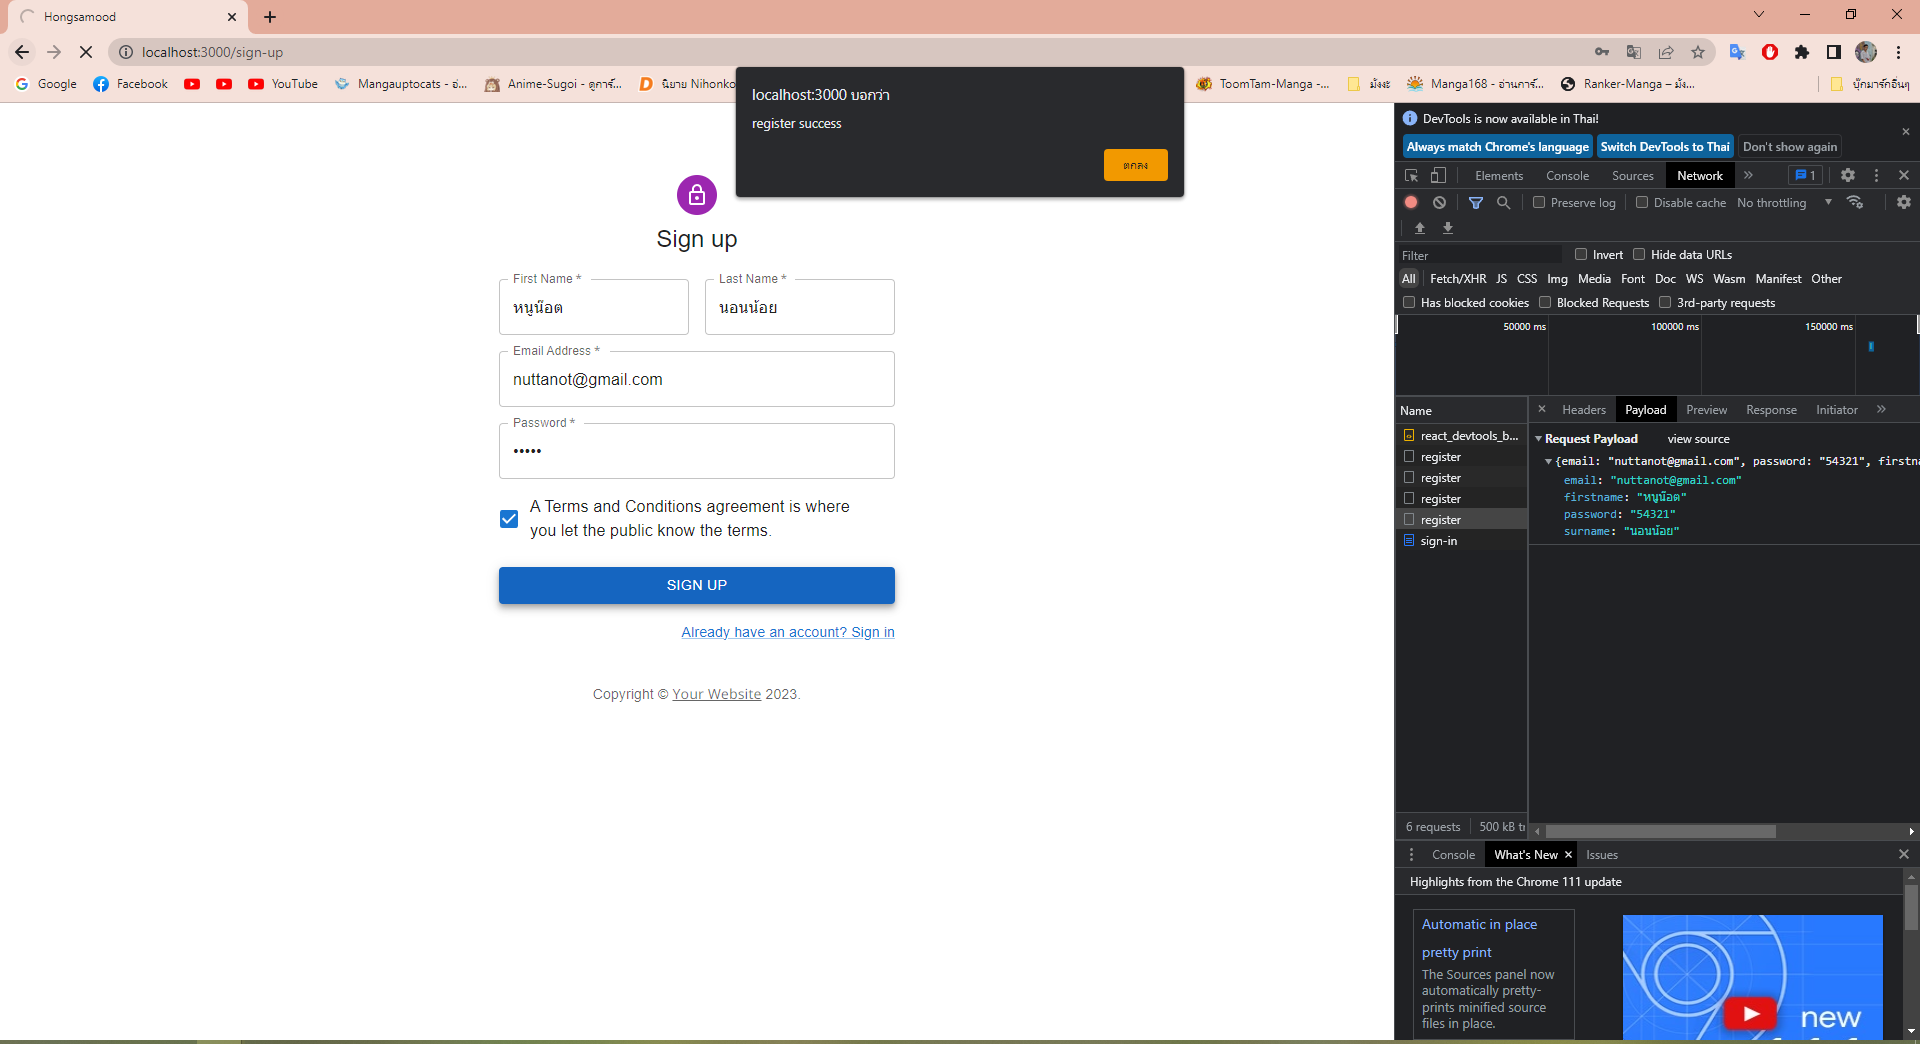 Hongsamood
localhost:3000/sign-up
Google
Facebook
YouTube
Mangauptocats - อ่...
Anime-Sugoi - ดูการ์...
นิยาย Nihonko
ToomTam-Manga -...
มังงะ
Manga168 - อ่านการ์...
Ranker-Manga – มัง...
บุ๊กมาร์กอื่นๆ
localhost:3000 บอกว่า
register success
ตกลง
Sign up
First Name *
หนูน๊อต
Last Name *
นอนน้อย
Email Address *
nuttanot@gmail.com
Password *
•••••
A Terms and Conditions agreement is where
you let the public know the terms.
SIGN UP
Already have an account? Sign in
Copyright © Your Website 2023.
DevTools is now available in Thai!
Always match Chrome's language
Switch DevTools to Thai
Don't show again
Elements
Console
Sources
Network
1
Preserve log
Disable cache
No throttling
Filter
Invert
Hide data URLs
All
Fetch/XHR
JS
CSS
Img
Media
Font
Doc
WS
Wasm
Manifest
Other
Has blocked cookies
Blocked Requests
3rd-party requests
50000 ms
100000 ms
150000 ms
Name
Headers
Payload
Preview
Response
Initiator
react_devtools_b...
register
register
register
register
sign-in
Request Payload
view source
{email: "nuttanot@gmail.com", password: "54321", firstna
email: "nuttanot@gmail.com"
firstname: "หนูน๊อต"
password: "54321"
surname: "นอนน้อย"
6 requests
500 kB tr
Console
What's New
Issues
Highlights from the Chrome 111 update
Automatic in place
pretty print
The Sources panel now
automatically pretty-
prints minified source
files in place.
new